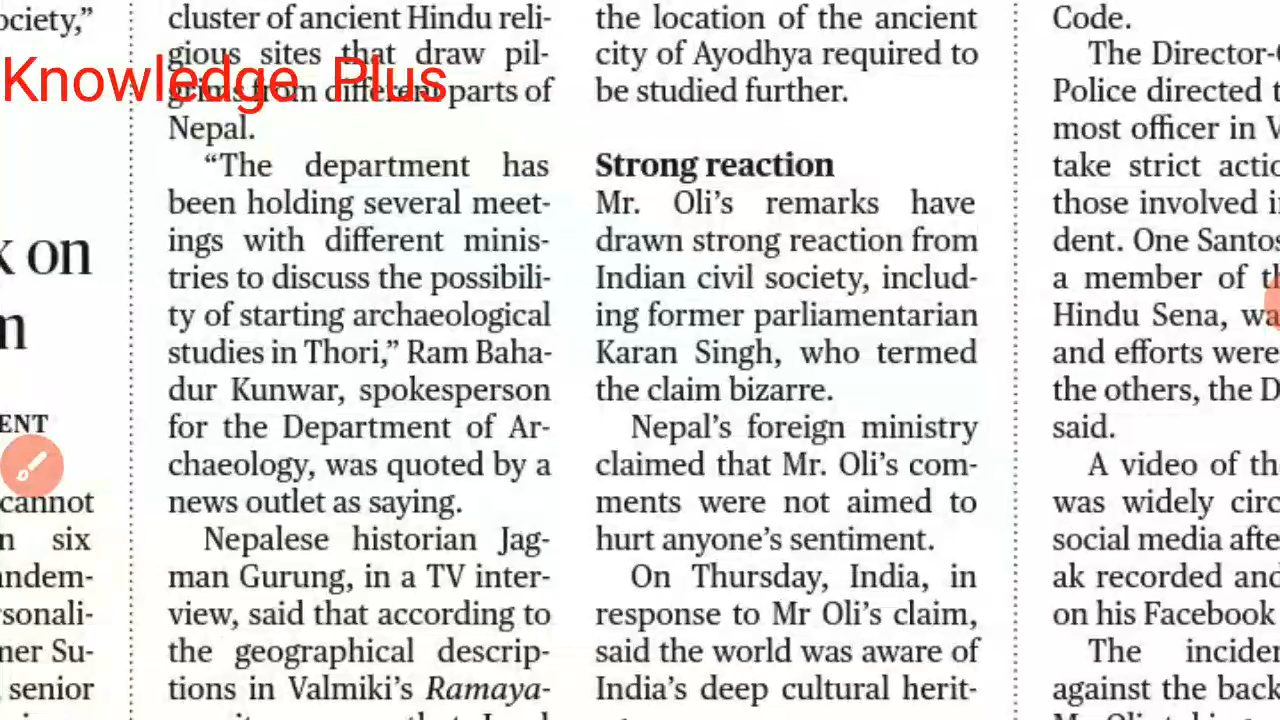 ociety,”
k on
m
ENT
cannot
n six
andem-
rsonali-
mer Su-
senior
cluster of ancient Hindu reli-
gious sites that draw pil-
grims from different parts of
Nepal.
“The department has
been holding several meet-
ings with different minis-
tries to discuss the possibili-
ty of starting archaeological
studies in Thori,” Ram Baha-
dur Kunwar, spokesperson
for the Department of Ar-
chaeology, was quoted by a
news outlet as saying.
Nepalese historian Jag-
man Gurung, in a TV inter-
view, said that according to
the geographical descrip-
tions in Valmiki’s Ramaya-
Knowledge Plus
the location of the ancient
city of Ayodhya required to
be studied further.
Strong reaction
Mr. Oli’s remarks have
drawn strong reaction from
Indian civil society, includ-
ing former parliamentarian
Karan Singh, who termed
the claim bizarre.
Nepal’s foreign ministry
claimed that Mr. Oli’s com-
ments were not aimed to
hurt anyone’s sentiment.
On Thursday, India, in
response to Mr Oli’s claim,
said the world was aware of
India’s deep cultural herit-
Code.
The Director-
Police directed t
most officer in V
take strict actio
those involved i
dent. One Santos
a member of th
Hindu Sena, wa
and efforts were
the others, the D
said.
A video of th
was widely circ
social media afte
ak recorded and
on his Facebook
The inciden
against the back